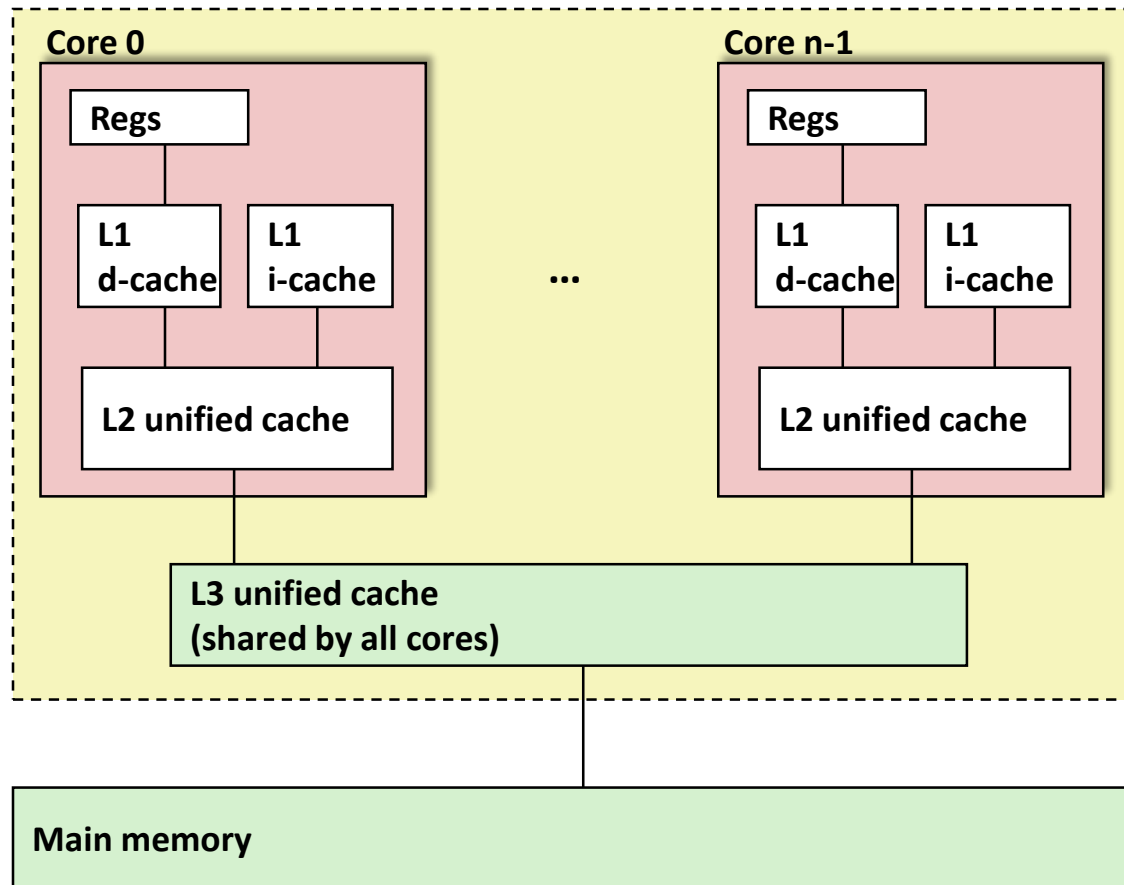 Core 0
Regs
L1
d-cache
L1
i-cache
L2 unified cache
...
Core n-1
Regs
L1
d-cache
L1
i-cache
L2 unified cache
L3 unified cache
(shared by all cores)
Main memory